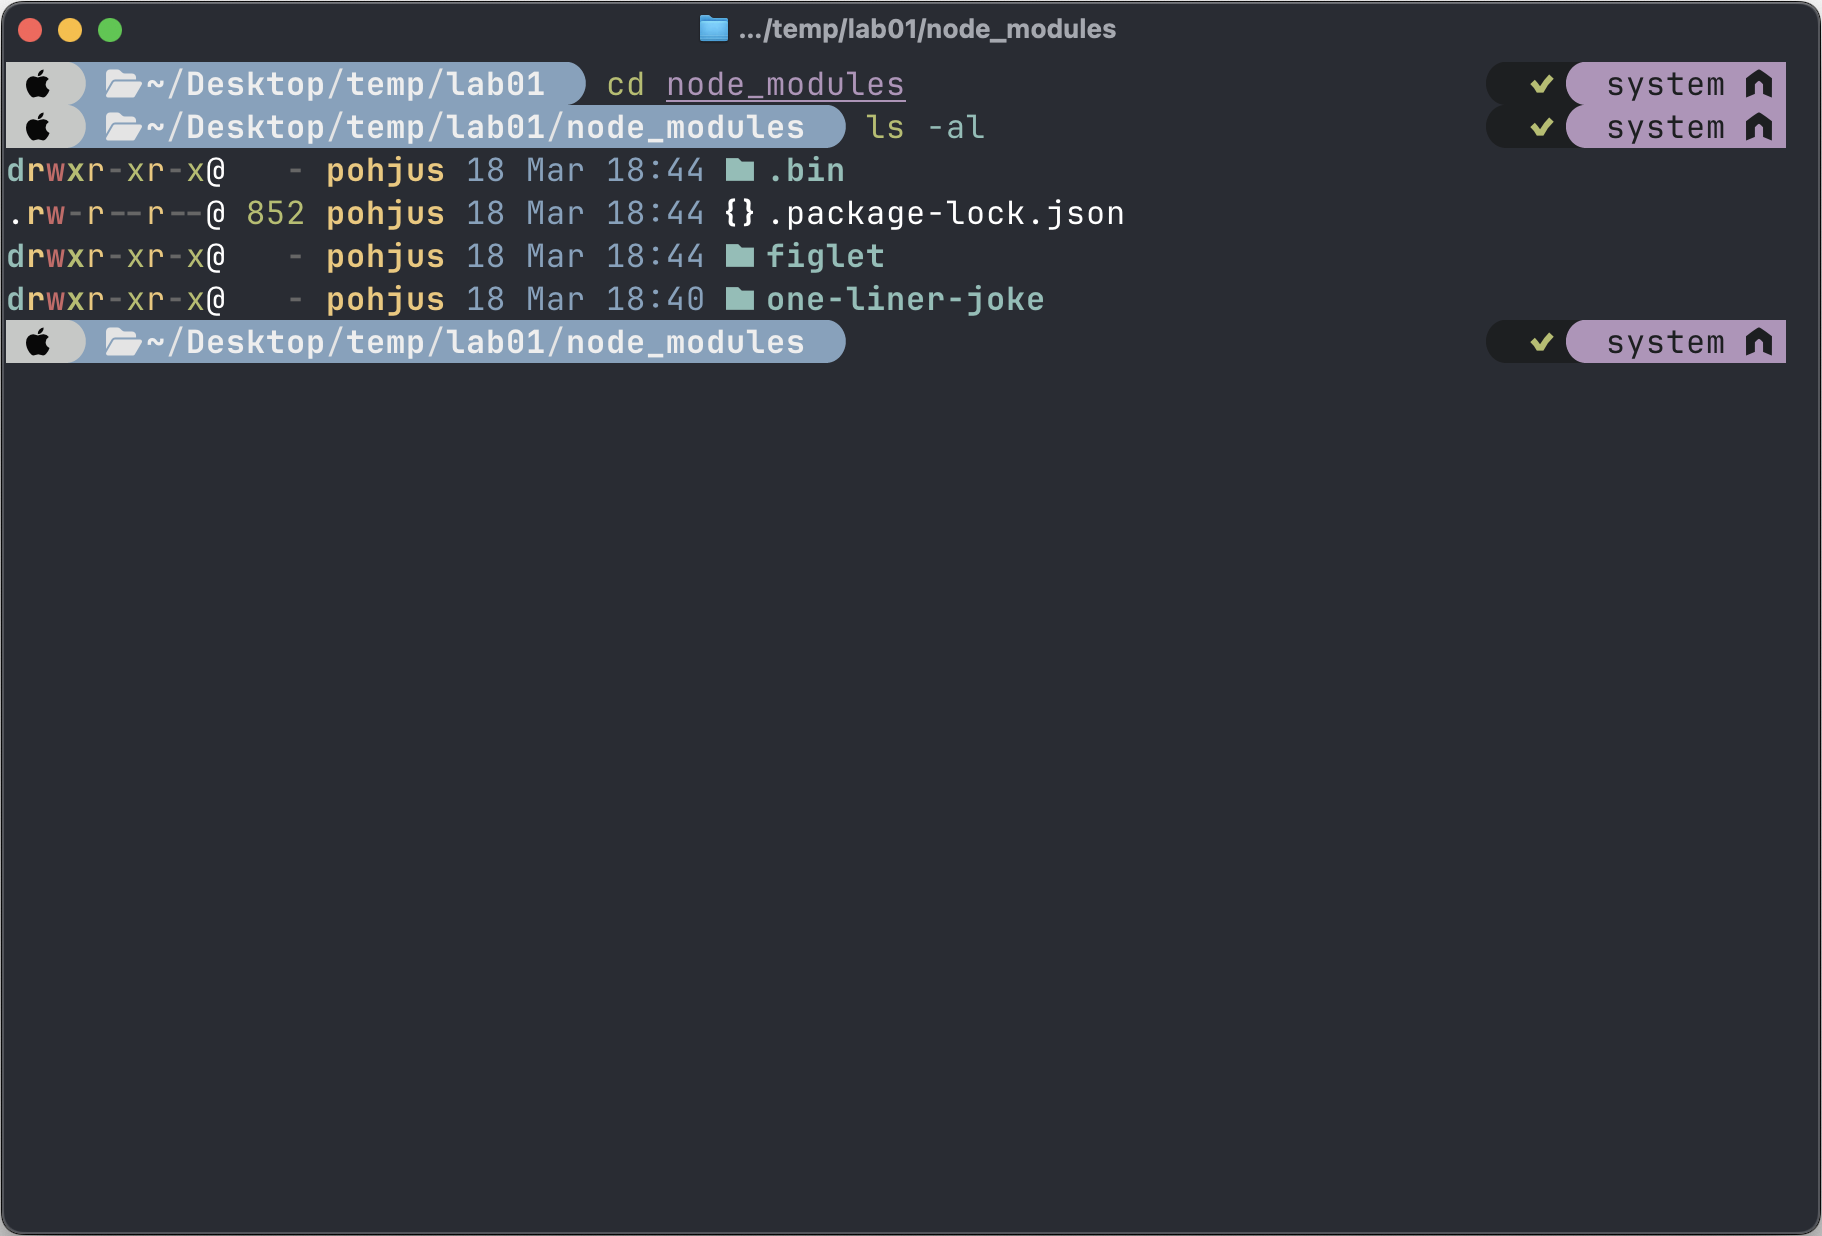 .../temp/lab01/node_modules
~/Desktop/temp/lab01 cd node_modules ✔ system
~/Desktop/temp/lab01/node_modules ls -al ✔ system
drwxr-xr-x@ - pohjus 18 Mar 18:44 .bin
.rw-r--r--@ 852 pohjus 18 Mar 18:44 {} .package-lock.json
drwxr-xr-x@ - pohjus 18 Mar 18:44 figlet
drwxr-xr-x@ - pohjus 18 Mar 18:40 one-liner-joke
~/Desktop/temp/lab01/node_modules ✔ system